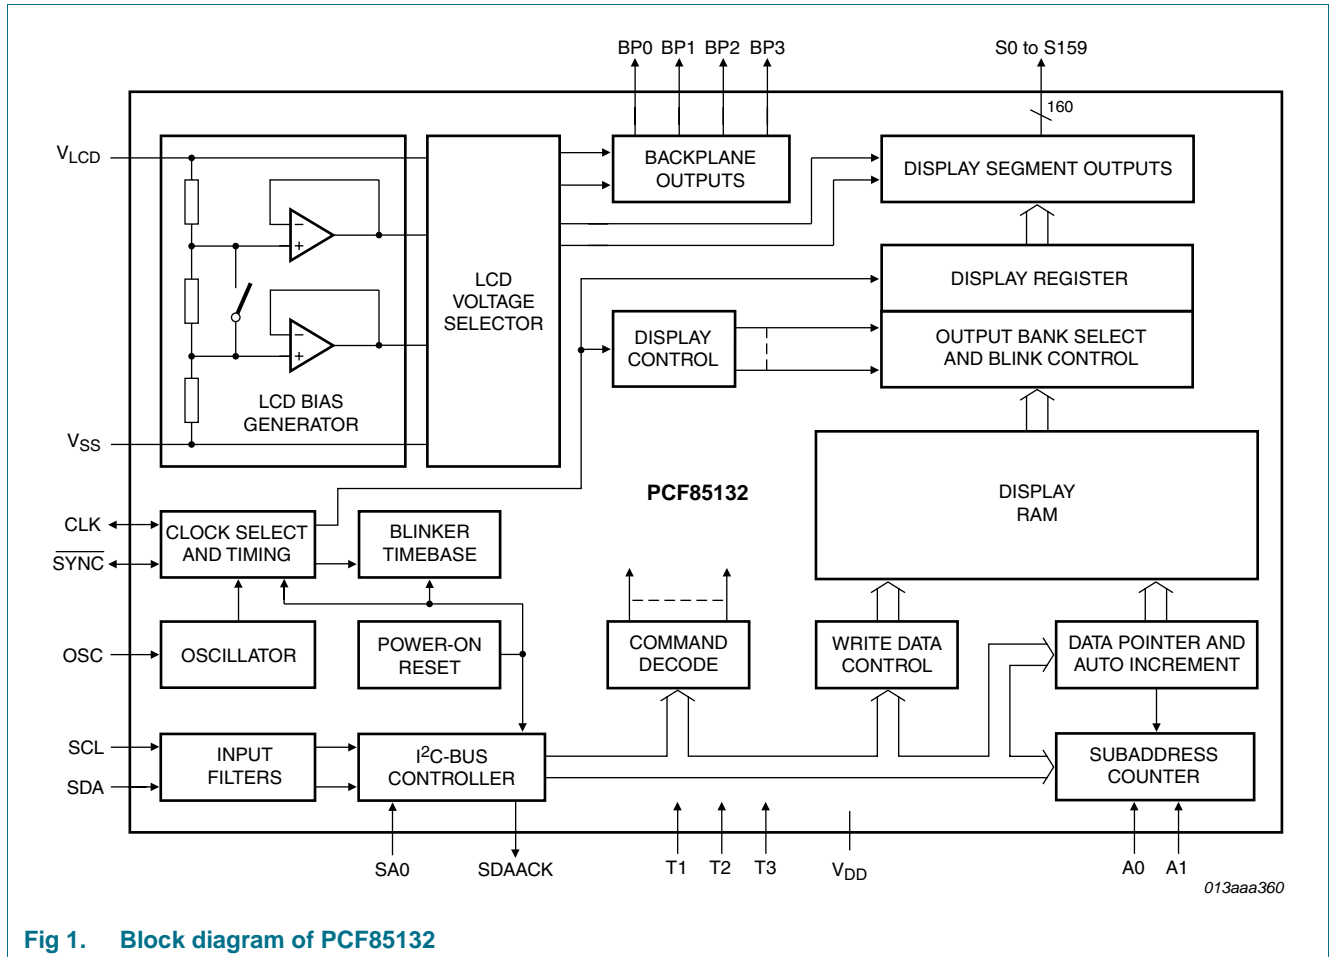 BP0 BP1 BP2 BP3
S0 to S159
160
VLCD
BACKPLANE
OUTPUTS
DISPLAY SEGMENT OUTPUTS
−
+
LCD
VOLTAGE
SELECTOR
DISPLAY REGISTER
−
+
DISPLAY
CONTROL
OUTPUT BANK SELECT
AND BLINK CONTROL
LCD BIAS
GENERATOR
VSS
PCF85132
DISPLAY
RAM
CLK
SYNC
CLOCK SELECT
AND TIMING
BLINKER
TIMEBASE
OSC
OSCILLATOR
POWER-ON
RESET
COMMAND
DECODE
WRITE DATA
CONTROL
DATA POINTER AND
AUTO INCREMENT
SCL
SDA
INPUT
FILTERS
I2C-BUS
CONTROLLER
SUBADDRESS
COUNTER
SA0
SDAACK
T1 T2 T3
VDD
A0 A1
013aaa360
Fig 1. Block diagram of PCF85132